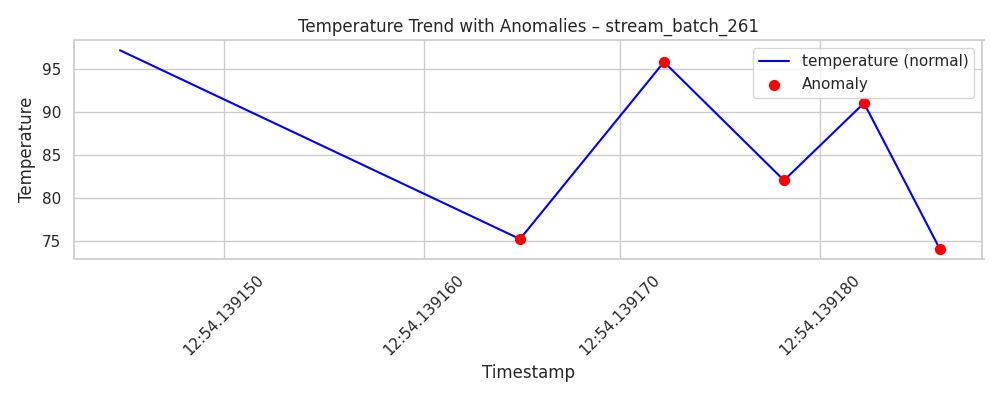 Temperature Trend with Anomalies – stream_batch_261
temperature (normal)
Anomaly
Temperature
95
90
85
80
75
12:54.139150
12:54.139160
12:54.139170
12:54.139180
Timestamp